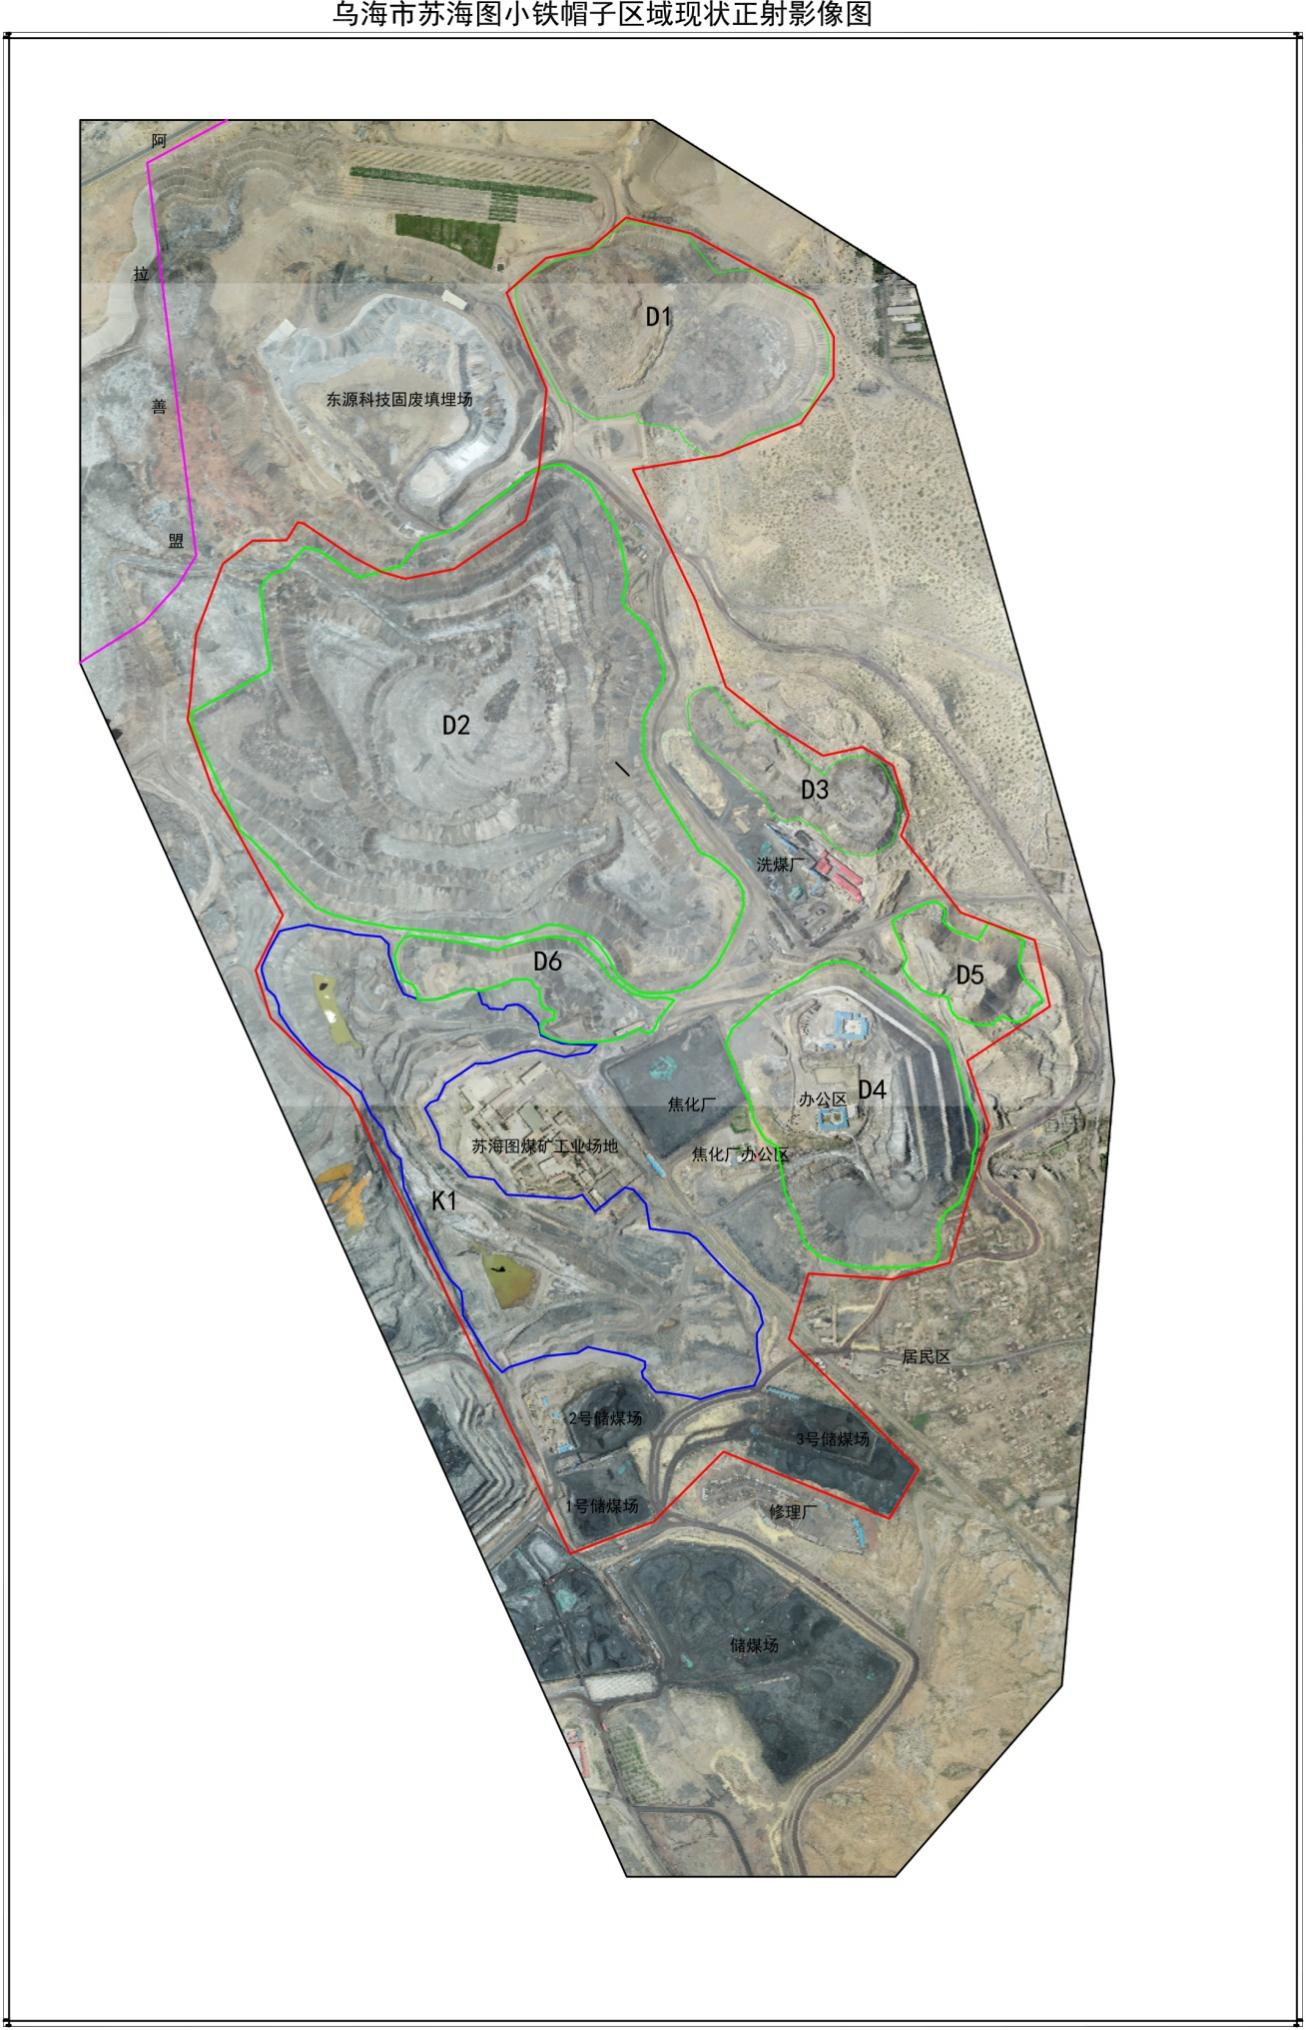 乌海市苏海图小铁帽子区域现状正射影像图
阿
拉
善
盟
D1
东源科技固废填埋场
D2
D3
洗煤厂
D6
D5
D4
办公区
焦化厂
焦化厂办公区
苏海图煤矿工业场地
K1
居民区
2号储煤场
3号储煤场
1号储煤场
修理厂
储煤场